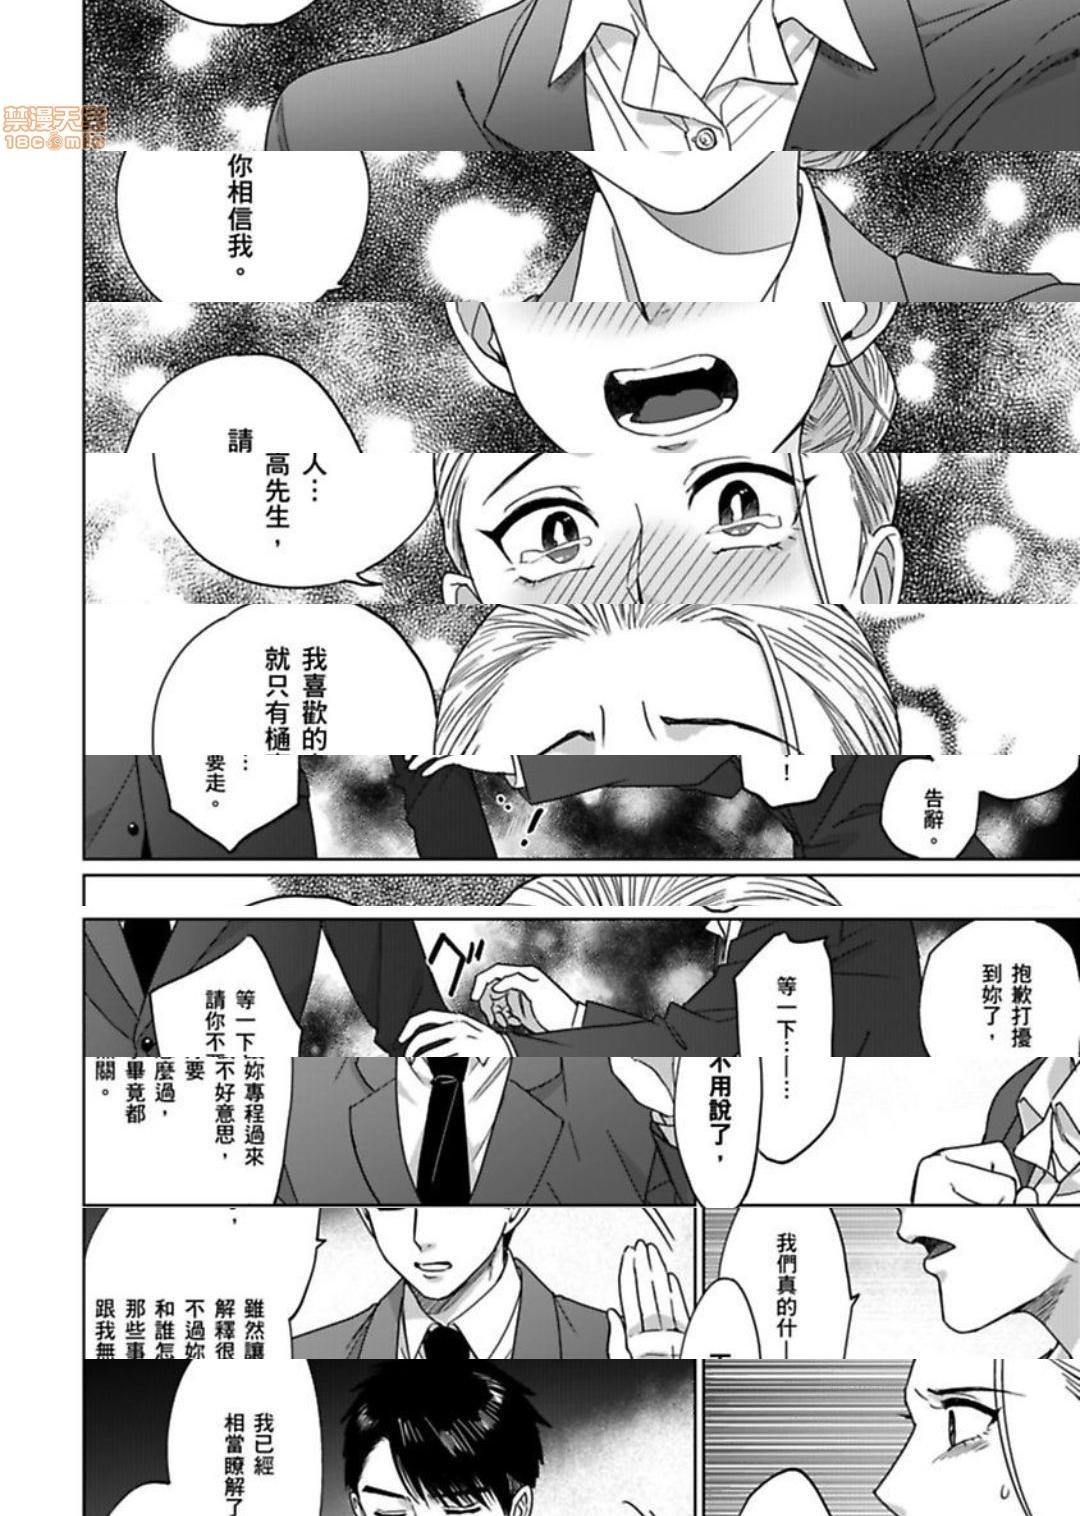 禁漫天堂
18comic
你相信我。
人…
高先生，
請
我喜歡的
就只有樋
告辭。
！
…
要走。
抱歉打擾
到妳了，
等一下…—…
グ
等一下
請你不
不用說了，
妳專程過來
不好意思，
要
麼過，
畢竟都
關。
我們真的什—
雖然讓
解釋很
不過妳
和誰怎
那些事
跟我無
我已經
相當瞭解了